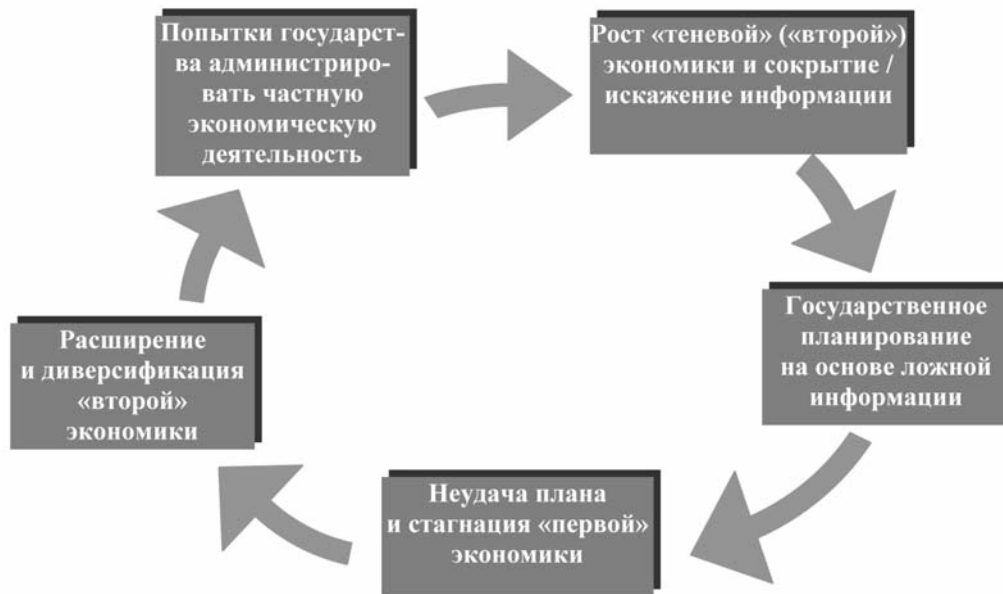 Попытки государст-
ва администриро-
вать частную
экономическую
деятельность
Рост «теневой» («второй»)
экономики и сокрытие /
искажение информации
Государственное
планирование
на основе ложной
информации
Неудача плана
и стагнация «первой»
экономики
Расширение
и диверсификация
«второй»
экономики